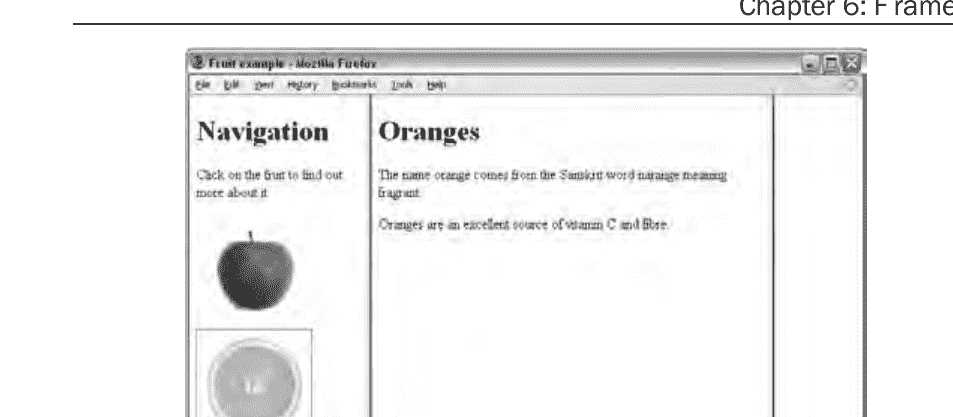 Chapter 6: Frame
Fruit example - Mozilla Firefox
File Edit View History Bookmarks Tools Help
Navigation
Click on the fruit to find out
more about it
Oranges
The name orange comes from the Sanskrit word narange meaning
fragrant.
Oranges are an excellent source of vitamin C and fibre.